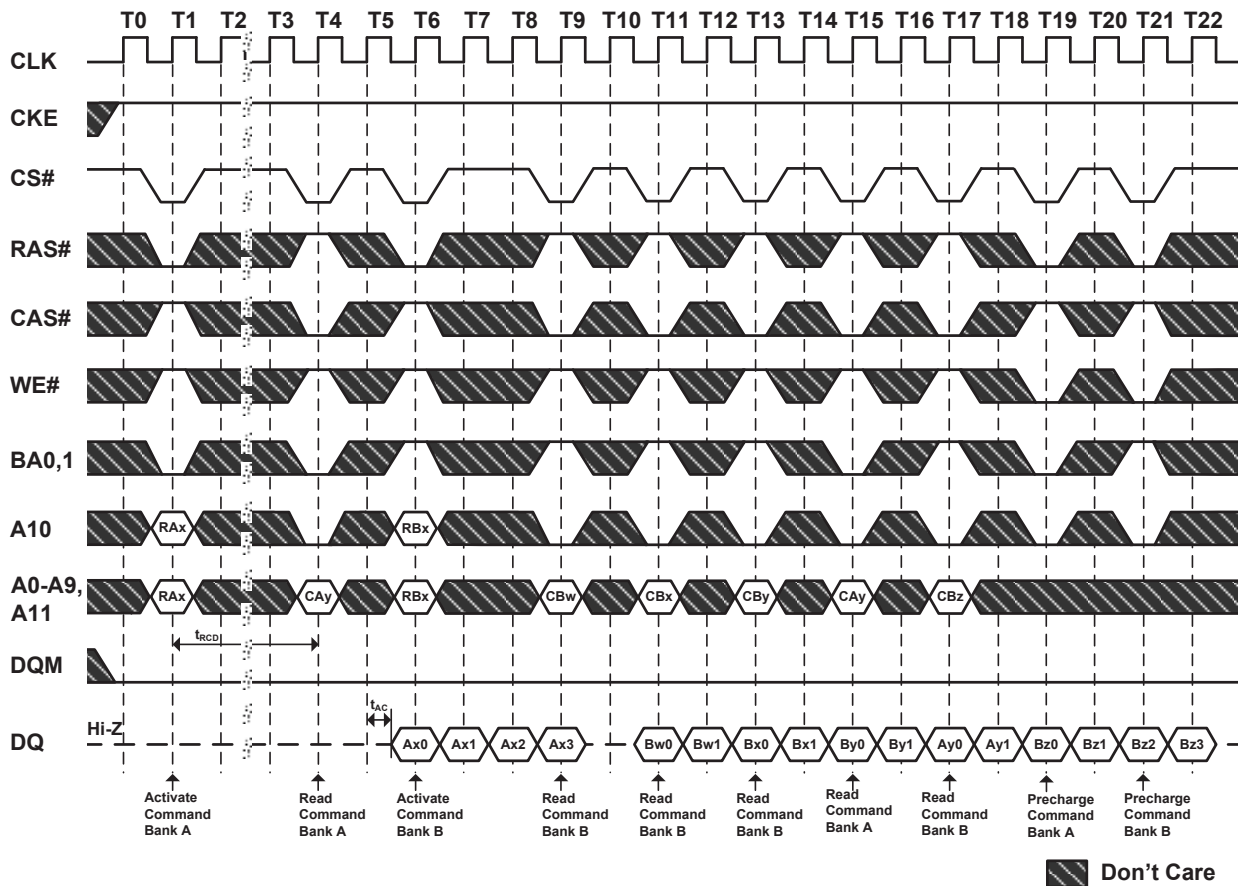 T0 T1 T2 T3 T4 T5 T6 T7 T8 T9 T10 T11 T12 T13 T14 T15 T17 T18 T19 T20 T21 T22
CLK
CKE
CS#
RAS#
CAS#
WE#
BA0,1
A10
RAx RBx
A0-A9,
A11
RAx CAy RBx CBw CBx CBy CAy CBz
tRCD
DQM
tAC
Hi-Z
DQ
Ax0 Ax1 Ax2 Ax3 Bw0 Bw1 Bx0 Bx1 By0 By1 Ay0 Ay1 Bz0 Bz1 Bz2 Bz3
Activate
Command
Bank A
Read
Command
Bank A
Activate
Command
Bank B
Read
Command
Bank B
Read
Command
Bank B
Read
Command
Bank B
Read
Command
Bank A
Read
Command
Bank B
Precharge
Command
Bank A
Precharge
Command
Bank B
Don't Care